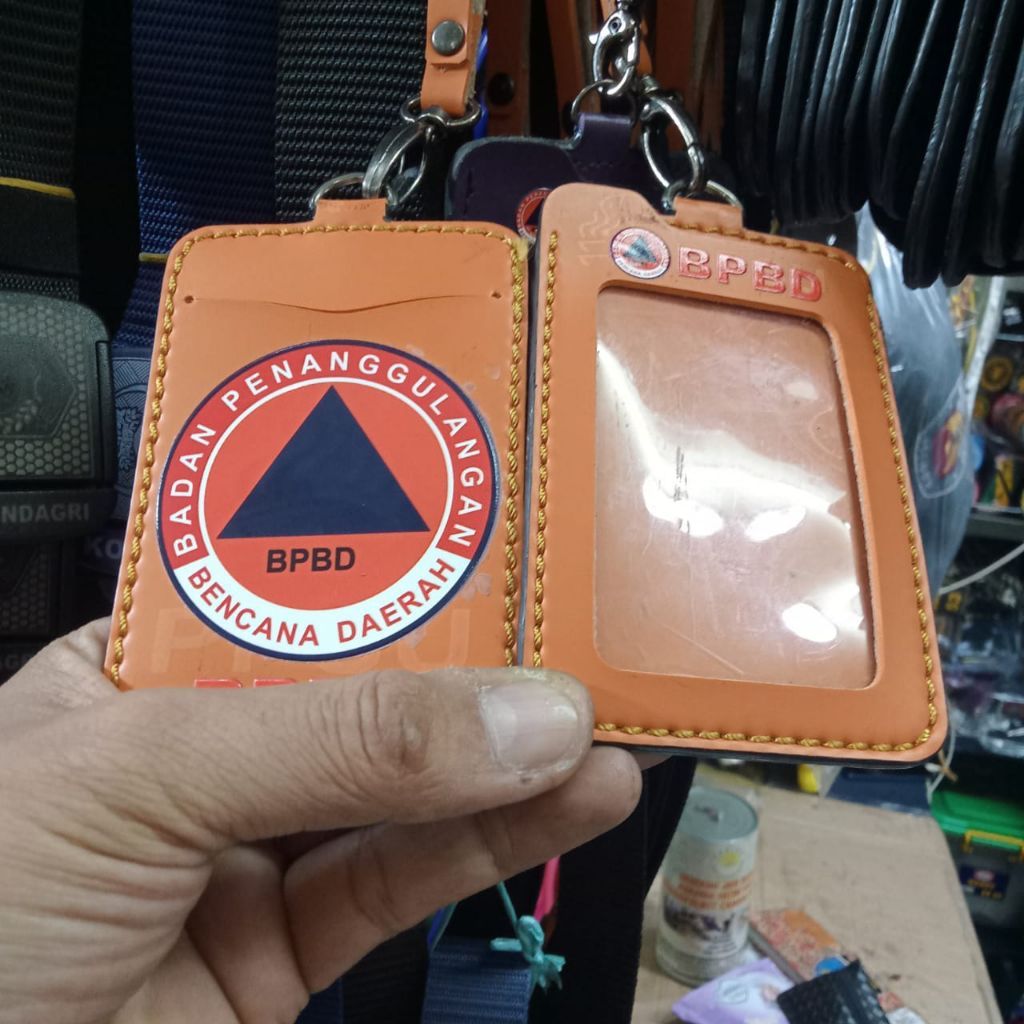 BPBD
BADAN PENANGGULANGAN
BPBD
BENCANA DAERAH
NDAGRI